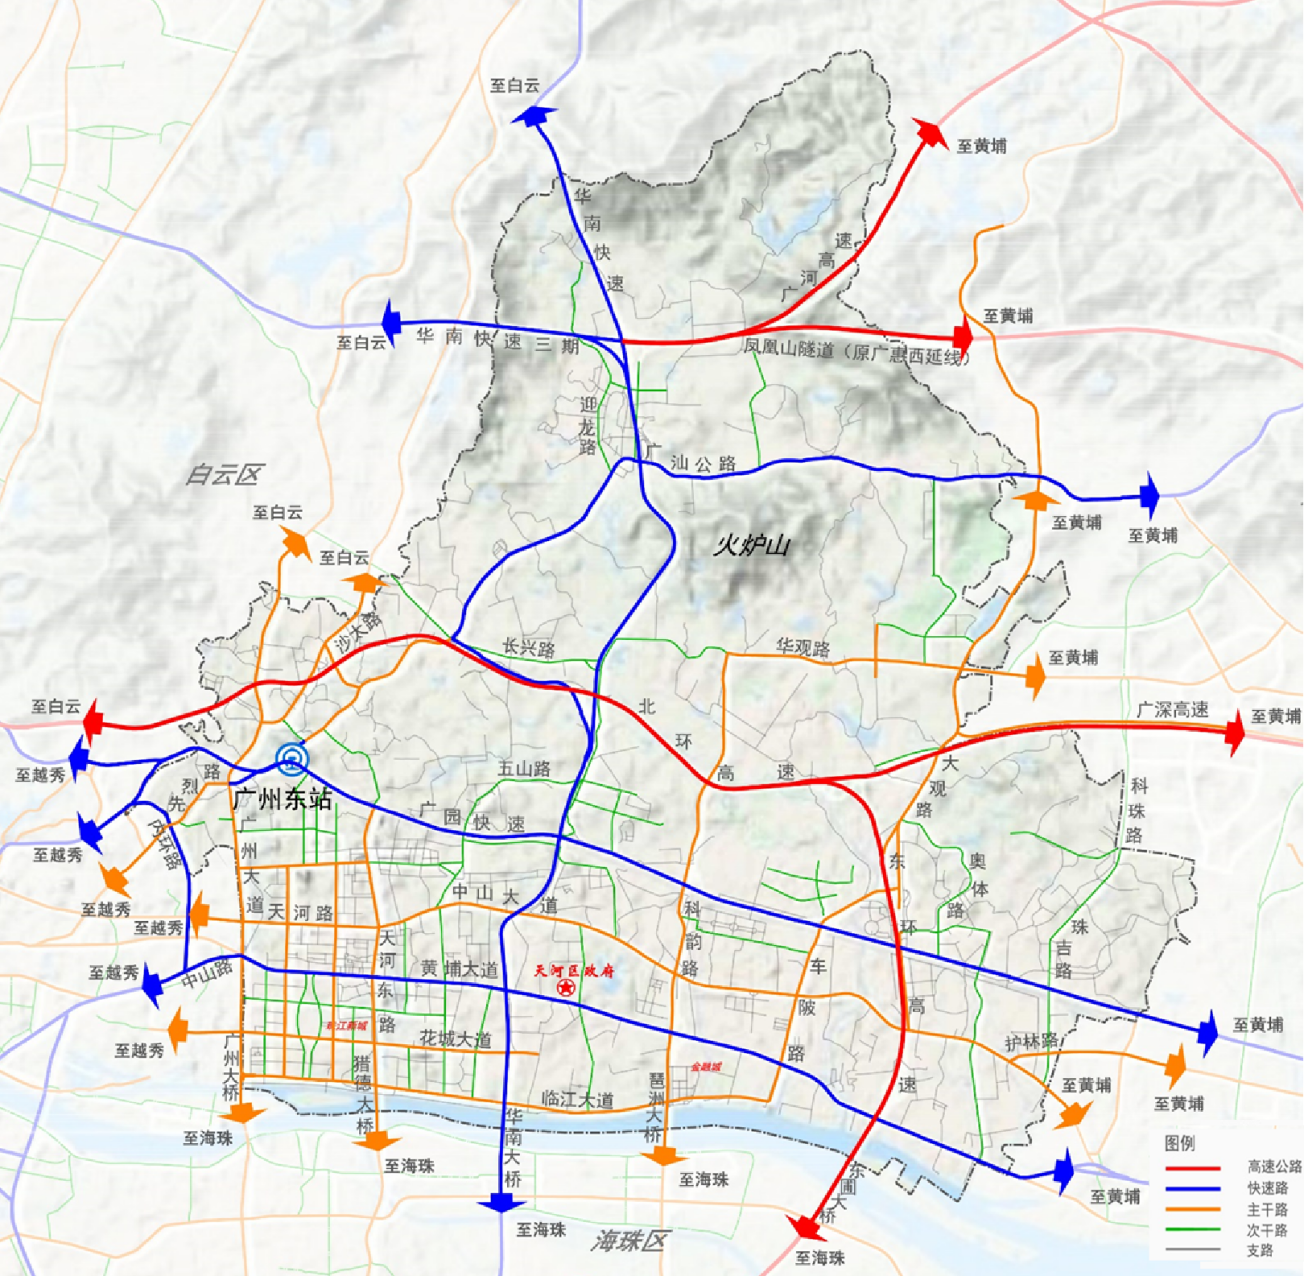 至白云
至黄埔
华南快速
广河高速
至黄埔
至白云
华南快速三期
凤凰山隧道（原广惠西延线）
迎龙路
广汕公路
白云区
至白云
至黄埔
至黄埔
火炉山
至白云
沙太路
长兴路
华观路
至黄埔
至白云
北环高速
广深高速
至黄埔
至越秀
先烈路
广州东站
五山路
大观路
科珠路
广园快速
内环路
至越秀
广州大道
东环高速
奥体路
中山大道
至越秀
天河路
科韵路
至越秀
珠吉路
天河东路
黄埔大道
天河区政府
车陂路
至越秀
中山路
珠江新城
花城大道
至越秀
护林路
至黄埔
广州大桥
猎德大桥
金融城
琶洲大桥
临江大道
至黄埔
至黄埔
华南大桥
至海珠
至海珠
至海珠
东圃大桥
至黄埔
至海珠
海珠区
至海珠
图例
高速公路
快速路
主干路
次干路
支路